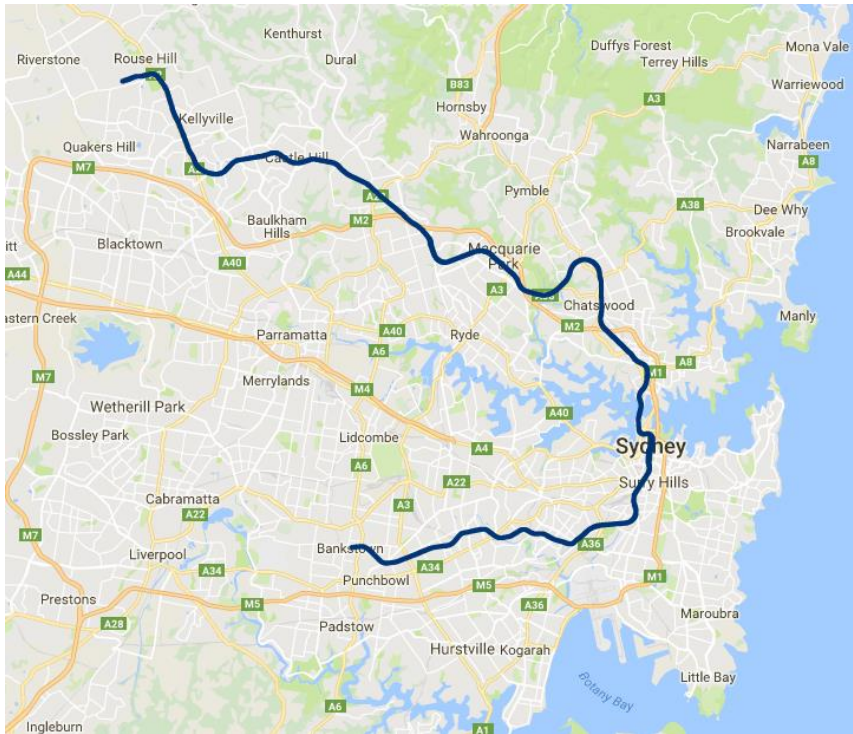 Kenthurst
Riverstone
Rouse Hill
Dural
Duffys Forest
Terrey Hills
Mona Vale
B83
Warriewood
A3
Hornsby
Kellyville
Wahroonga
Quakers Hill
Narrabeen
M7
Castle Hill
A8
Pymble
Baulkham
Hills
M2
A38
Dee Why
Brookvale
Blacktown
A40
Macquarie
Park
A44
A3
Chatswood
astern Creek
Manly
Parramatta
A40
Ryde
M2
A6
A8
M7
Merrylands
M4
M1
Wetherill Park
A40
Bossley Park
Lidcombe
A4
Sydney
A6
A22
Surry Hills
Cabramatta
A3
A22
M7
Liverpool
Bankstown
A36
A34
A34
Punchbowl
M5
M1
Prestons
M5
A36
Maroubra
A28
Padstow
Hurstville
Kogarah
Little Bay
Botany Bay
A6
A1
Ingleburn